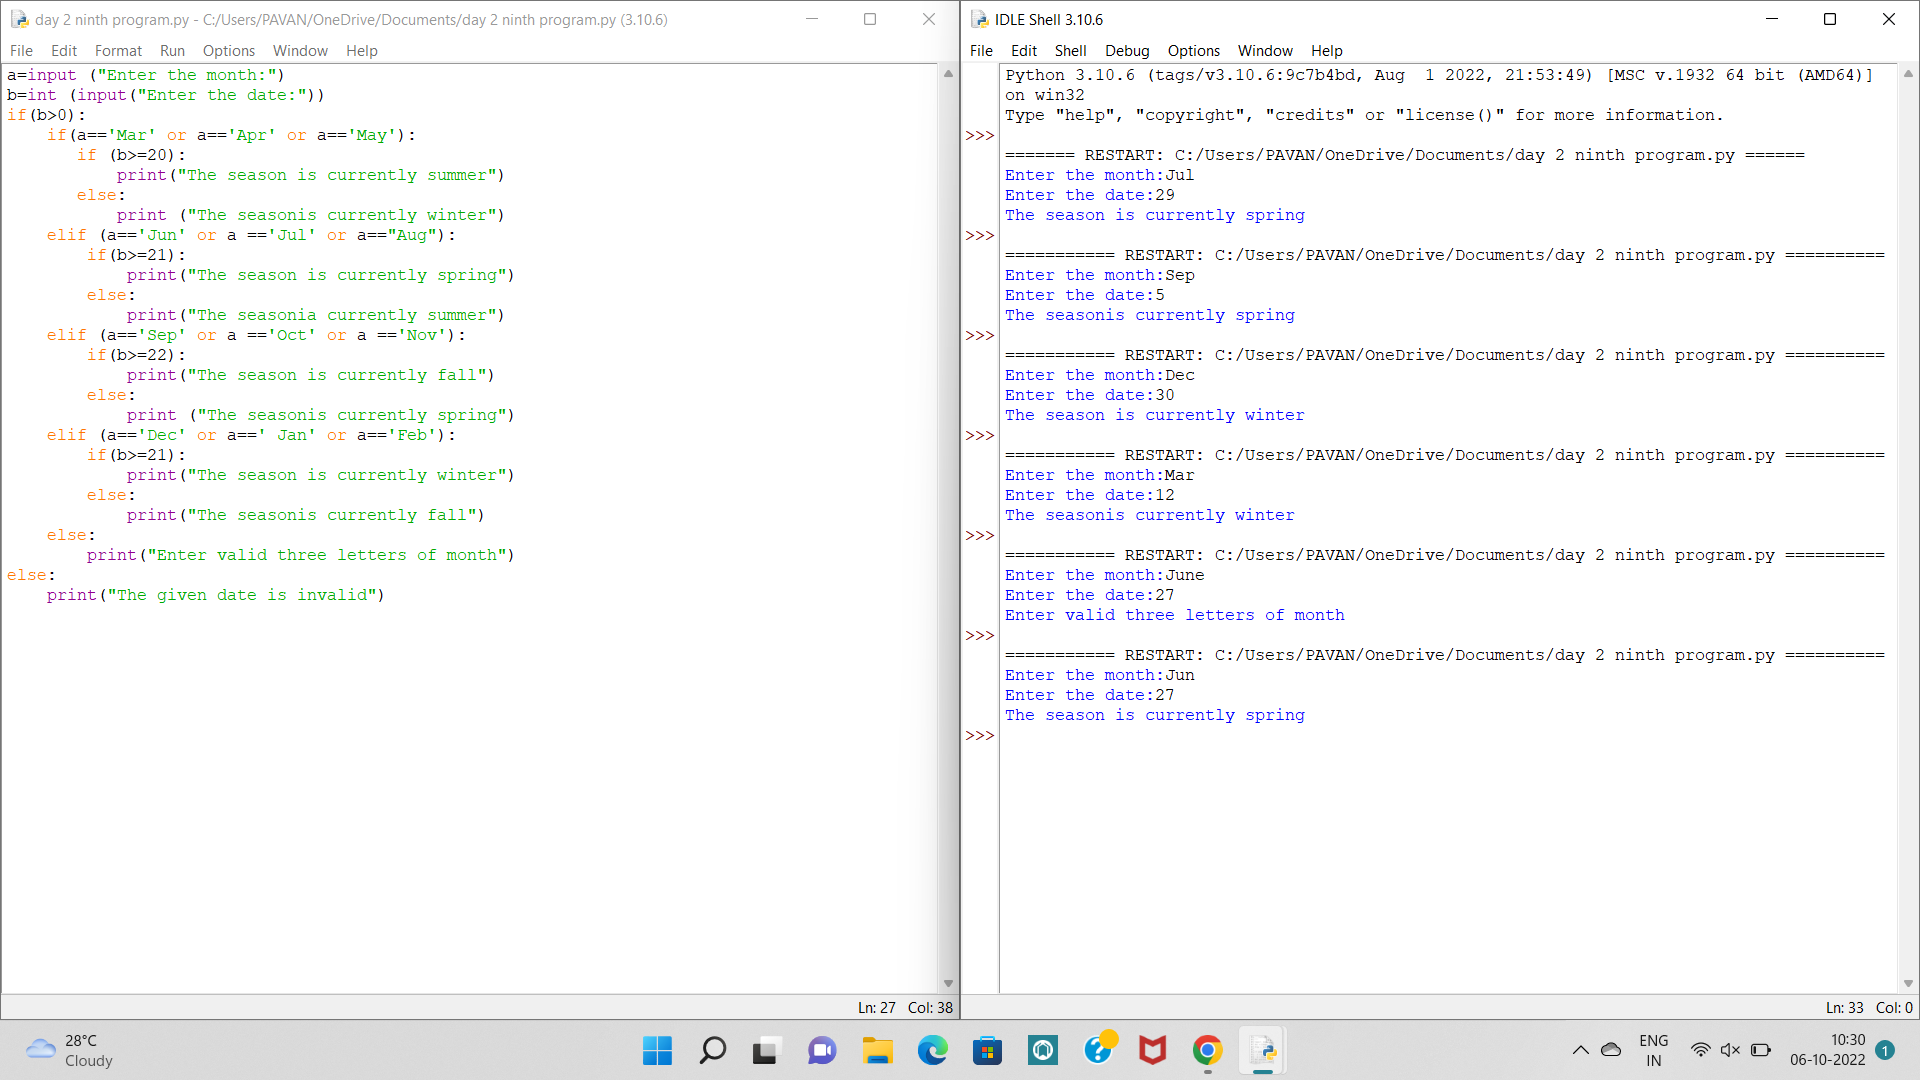 day 2 ninth program.py - C:/Users/PAVAN/OneDrive/Documents/day 2 ninth program.py (3.10.6)
File Edit Format Run Options Window Help
a=input ("Enter the month:")
b=int (input("Enter the date:"))
if(b>0):
    if(a=='Mar' or a=='Apr' or a=='May'):
       if (b>=20):
           print("The season is currently summer")
       else:
           print ("The seasonis currently winter")
    elif (a=='Jun' or a =='Jul' or a=="Aug"):
        if(b>=21):
            print("The season is currently spring")
        else:
            print("The seasonia currently summer")
    elif (a=='Sep' or a =='Oct' or a =='Nov'):
        if(b>=22):
            print("The season is currently fall")
        else:
            print ("The seasonis currently spring")
    elif (a=='Dec' or a==' Jan' or a=='Feb'):
        if(b>=21):
            print("The season is currently winter")
        else:
            print("The seasonis currently fall")
    else:
        print("Enter valid three letters of month")
else:
    print("The given date is invalid")
Ln: 27 Col: 38
IDLE Shell 3.10.6
File Edit Shell Debug Options Window Help
Python 3.10.6 (tags/v3.10.6:9c7b4bd, Aug  1 2022, 21:53:49) [MSC v.1932 64 bit (AMD64)]
on win32
Type "help", "copyright", "credits" or "license()" for more information.
>>>
======= RESTART: C:/Users/PAVAN/OneDrive/Documents/day 2 ninth program.py ======
Enter the month:Jul
Enter the date:29
The season is currently spring
>>>
=========== RESTART: C:/Users/PAVAN/OneDrive/Documents/day 2 ninth program.py ==========
Enter the month:Sep
Enter the date:5
The seasonis currently spring
>>>
=========== RESTART: C:/Users/PAVAN/OneDrive/Documents/day 2 ninth program.py ==========
Enter the month:Dec
Enter the date:30
The season is currently winter
>>>
=========== RESTART: C:/Users/PAVAN/OneDrive/Documents/day 2 ninth program.py ==========
Enter the month:Mar
Enter the date:12
The seasonis currently winter
>>>
=========== RESTART: C:/Users/PAVAN/OneDrive/Documents/day 2 ninth program.py ==========
Enter the month:June
Enter the date:27
Enter valid three letters of month
>>>
=========== RESTART: C:/Users/PAVAN/OneDrive/Documents/day 2 ninth program.py ==========
Enter the month:Jun
Enter the date:27
The season is currently spring
>>>
Ln: 33 Col: 0
28°C
Cloudy
ENG
IN
10:30
06-10-2022
1